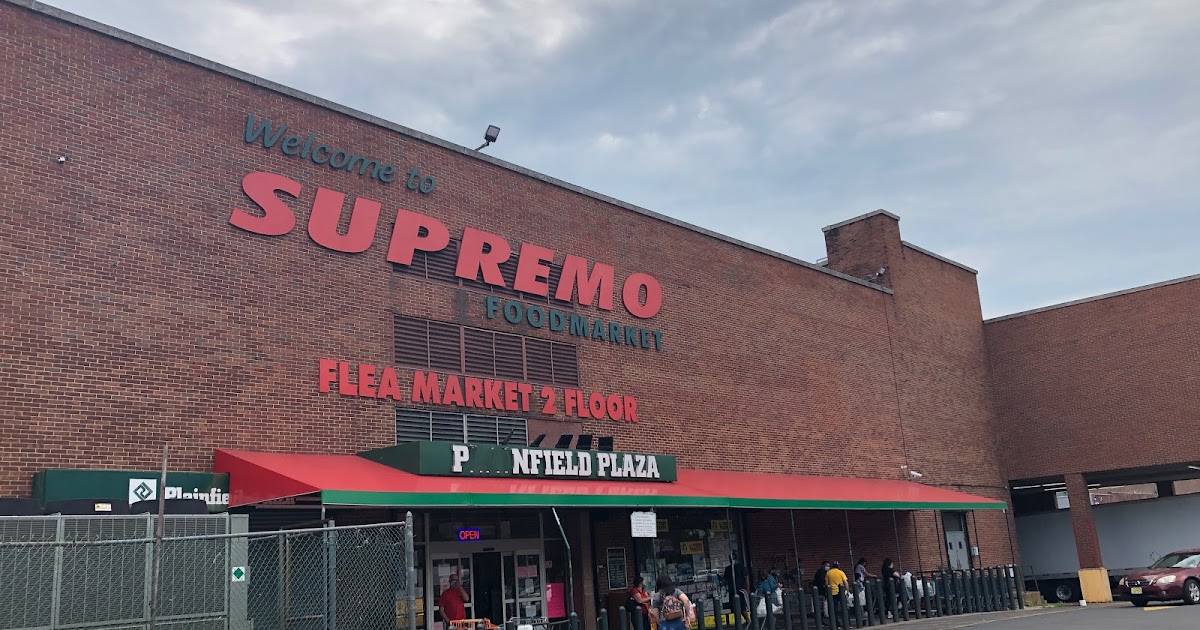 Welcome to
SUPREMO
FOODMARKET
FLEA MARKET 2 FLOOR
P NFIELD PLAZA
OPEN